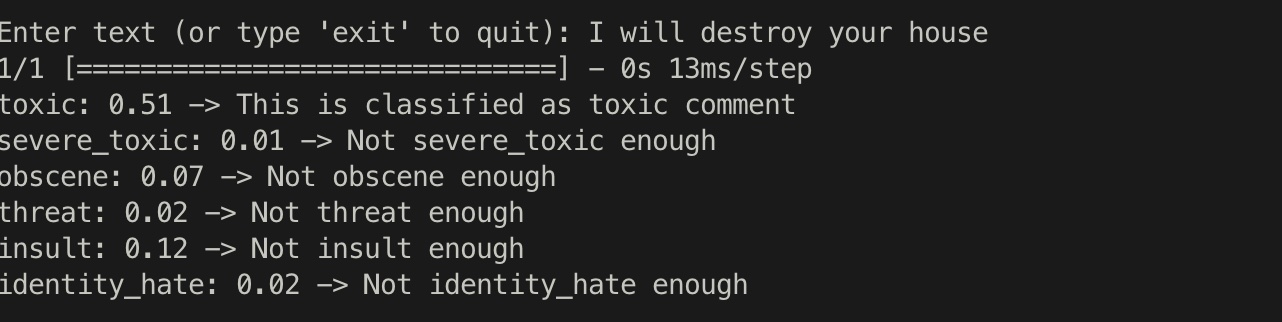 Enter text (or type 'exit' to quit): I will destroy your house
1/1 [==============================] - 0s 13ms/step
toxic: 0.51 -> This is classified as toxic comment
severe_toxic: 0.01 -> Not severe_toxic enough
obscene: 0.07 -> Not obscene enough
threat: 0.02 -> Not threat enough
insult: 0.12 -> Not insult enough
identity_hate: 0.02 -> Not identity_hate enough